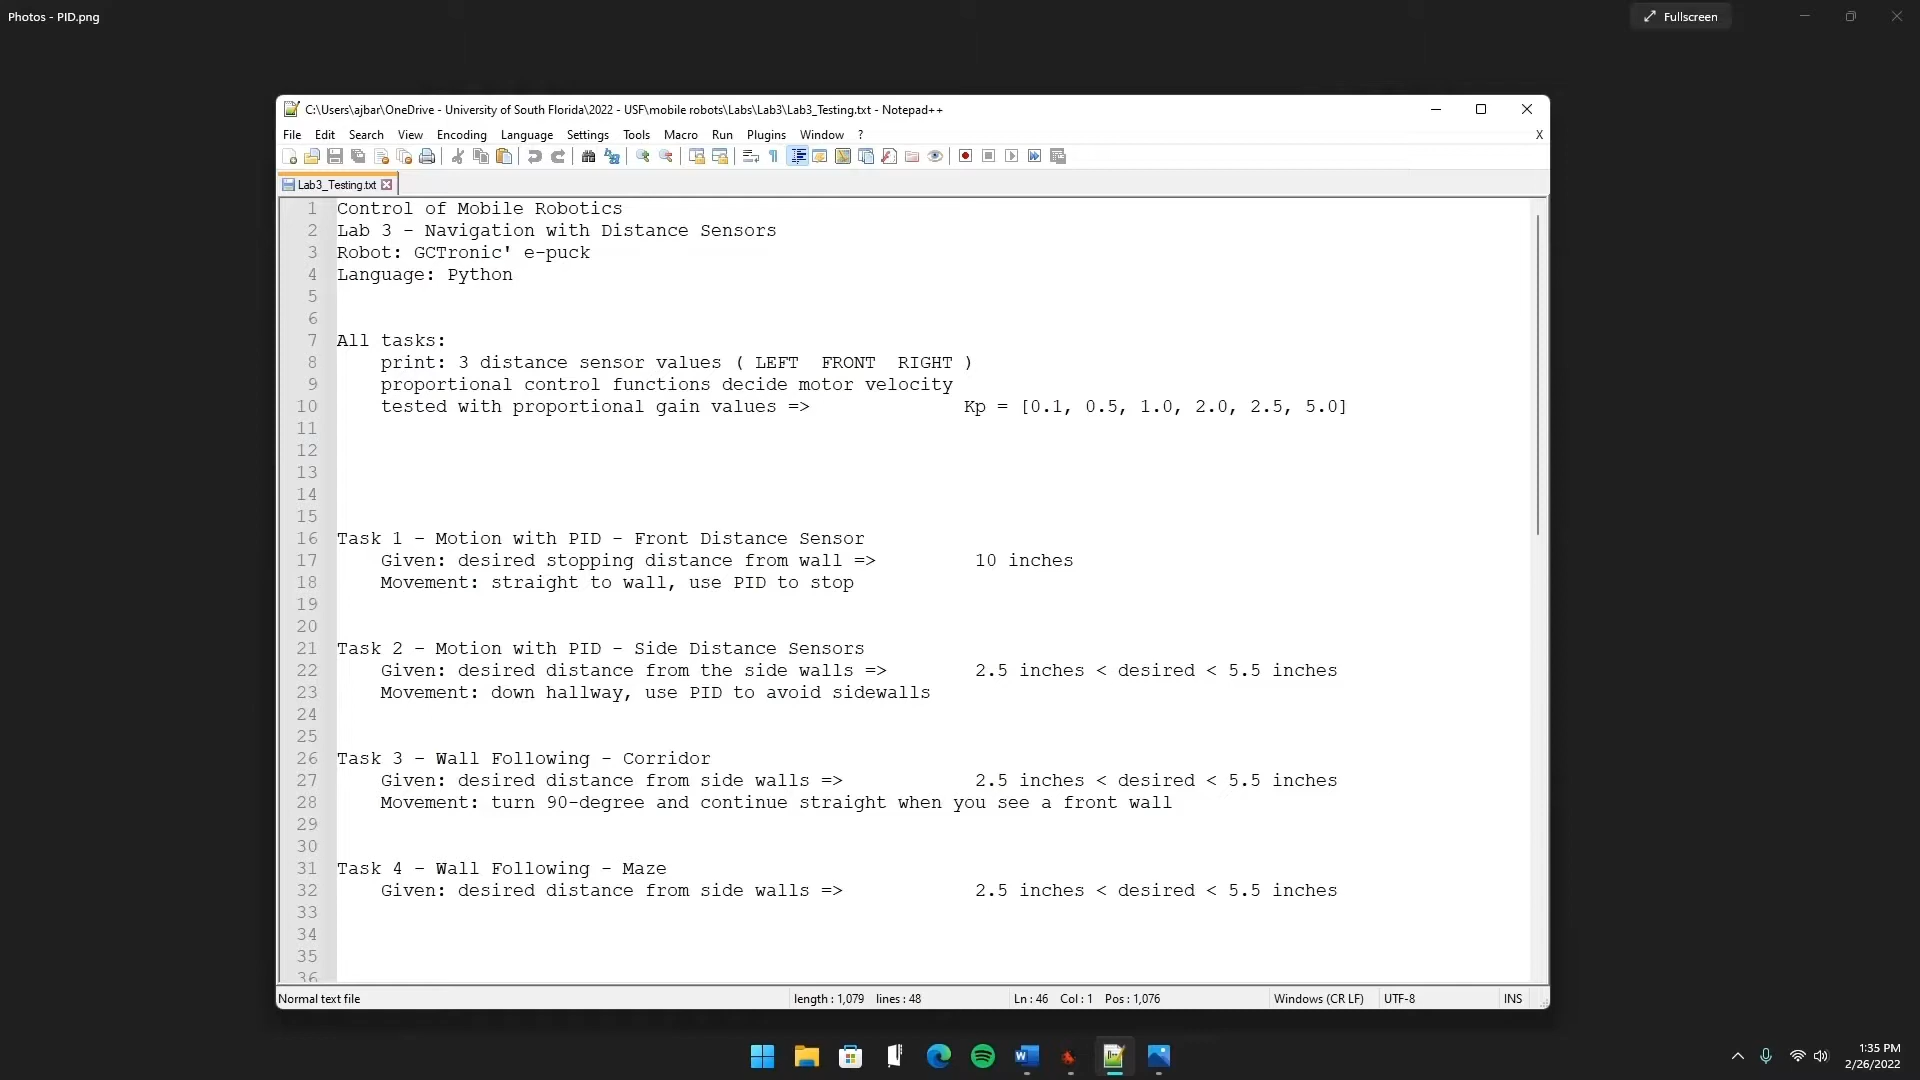 Photos - PID.png
Fullscreen
C:\Users\ajbar\OneDrive - University of South Florida\2022 - USF\mobile robots\Labs\Lab3\Lab3_Testing.txt - Notepad++
File Edit Search View Encoding Language Settings Tools Macro Run Plugins Window ? X
Lab3_Testing.txt
1 Control of Mobile Robotics
2 Lab 3 - Navigation with Distance Sensors
3 Robot: GCTronic' e-puck
4 Language: Python
5
6
7 All tasks:
8 print: 3 distance sensor values ( LEFT FRONT RIGHT )
9 proportional control functions decide motor velocity
10 tested with proportional gain values => Kp = [0.1, 0.5, 1.0, 2.0, 2.5, 5.0]
11
12
13
14
15
16 Task 1 - Motion with PID - Front Distance Sensor
17 Given: desired stopping distance from wall => 10 inches
18 Movement: straight to wall, use PID to stop
19
20
21 Task 2 - Motion with PID - Side Distance Sensors
22 Given: desired distance from the side walls => 2.5 inches < desired < 5.5 inches
23 Movement: down hallway, use PID to avoid sidewalls
24
25
26 Task 3 - Wall Following - Corridor
27 Given: desired distance from side walls => 2.5 inches < desired < 5.5 inches
28 Movement: turn 90-degree and continue straight when you see a front wall
29
30
31 Task 4 - Wall Following - Maze
32 Given: desired distance from side walls => 2.5 inches < desired < 5.5 inches
33
34
35
36
Normal text file length : 1,079 lines : 48 Ln : 46 Col : 1 Pos : 1,076 Windows (CR LF) UTF-8 INS
1:35 PM
2/26/2022